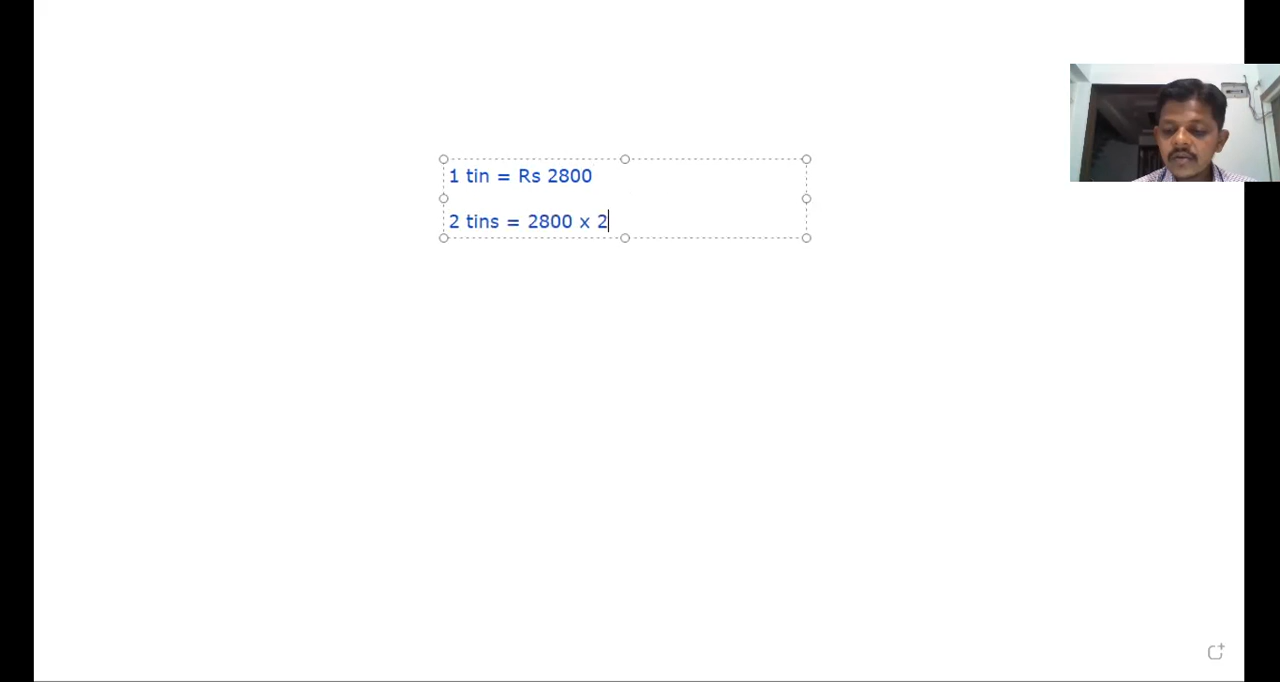 1 tin = Rs 2800
2 tins = 2800 x 2